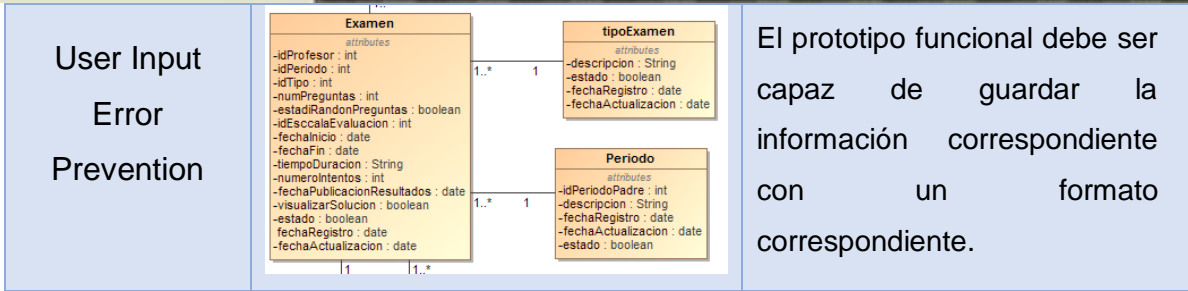 User Input
Error
Prevention
1..
Examen
attributes
-idProfesor : int
-idPeriodo : int
-idTipo : int
-numPreguntas : int
-estadiRandonPreguntas : boolean
-idEsccalaEvaluacion : int
-fechaInicio : date
-fechaFin : date
-tiempoDuracion : String
-numeroIntentos : int
-fechaPublicacionResultados : date
-visualizarSolucion : boolean
-estado : boolean
fechaRegistro : date
-fechaActualizacion : date
1..* 1
1..* 1
1 1..*
tipoExamen
attributes
-descripcion : String
-estado : boolean
-fechaRegistro : date
-fechaActualizacion : date
Periodo
attributes
-idPeriodoPadre : int
-descripcion : String
-fechaRegistro : date
-fechaActualizacion : date
-estado : boolean
El prototipo funcional debe ser
capaz de guardar la
información correspondiente
con un formato
correspondiente.